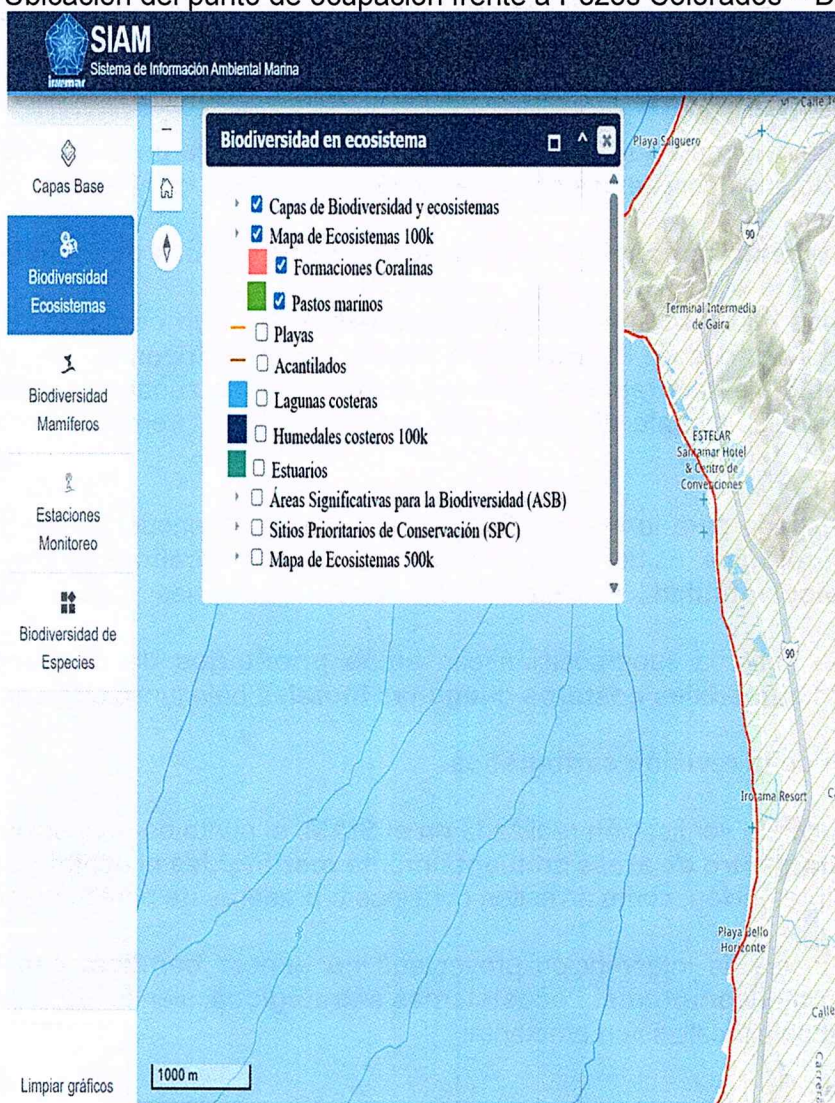 Ubicación del punto de ocupación frente a Pozos Colorados
SIAM
Sistema de Información Ambiental Marina
invemar
Capas Base
Biodiversidad
Ecosistemas
Biodiversidad
Mamíferos
Estaciones
Monitoreo
Biodiversidad de
Especies
Limpiar gráficos
Biodiversidad en ecosistema
Capas de Biodiversidad y ecosistemas
Mapa de Ecosistemas 100k
Formaciones Coralinas
Pastos marinos
Playas
Acantilados
Lagunas costeras
Humedales costeros 100k
Estuarios
Áreas Significativas para la Biodiversidad (ASB)
Sitios Prioritarios de Conservación (SPC)
Mapa de Ecosistemas 500k
Playa Salguero
90
Terminal Intermedia
de Gaira
ESTELAR
Santamar Hotel
& Centro de
Convenciones
90
Irotama Resort
Playa Bello
Horizonte
Calle
Carrera
1000 m